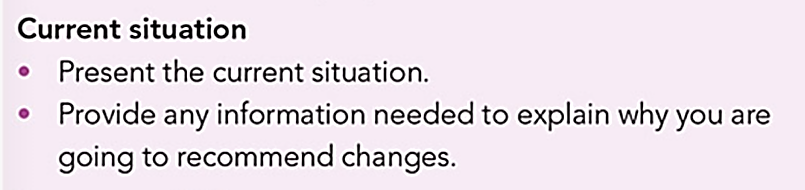 Current situation
• Present the current situation.
• Provide any information needed to explain why you are
going to recommend changes.